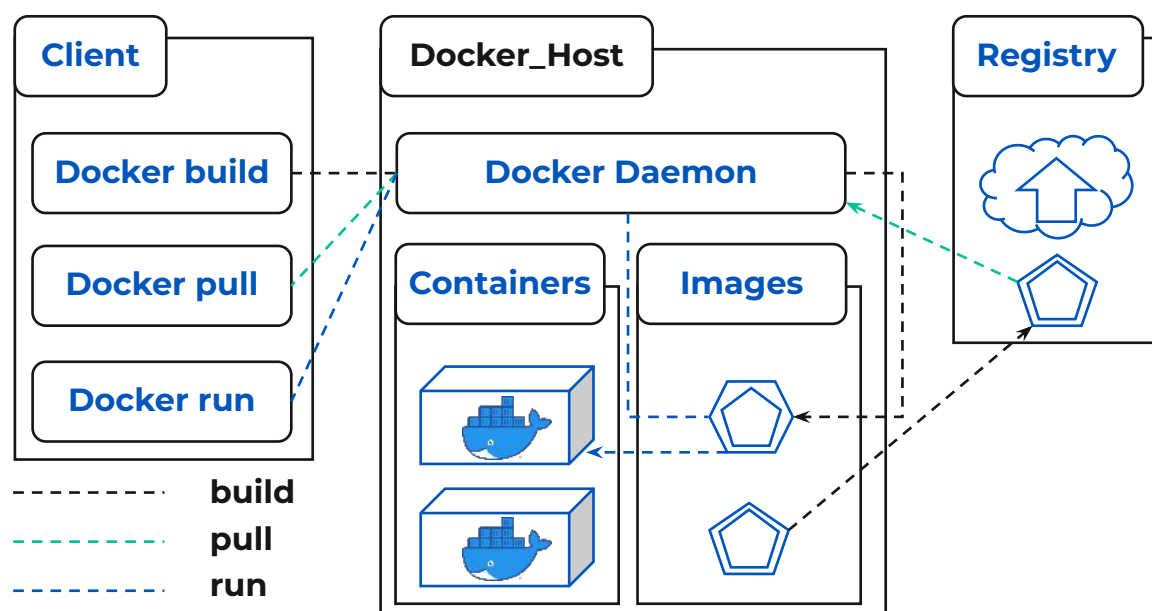 Client
Docker_Host
Registry
Docker build
Docker Daemon
Docker pull
Containers
Images
Docker run
build
pull
run